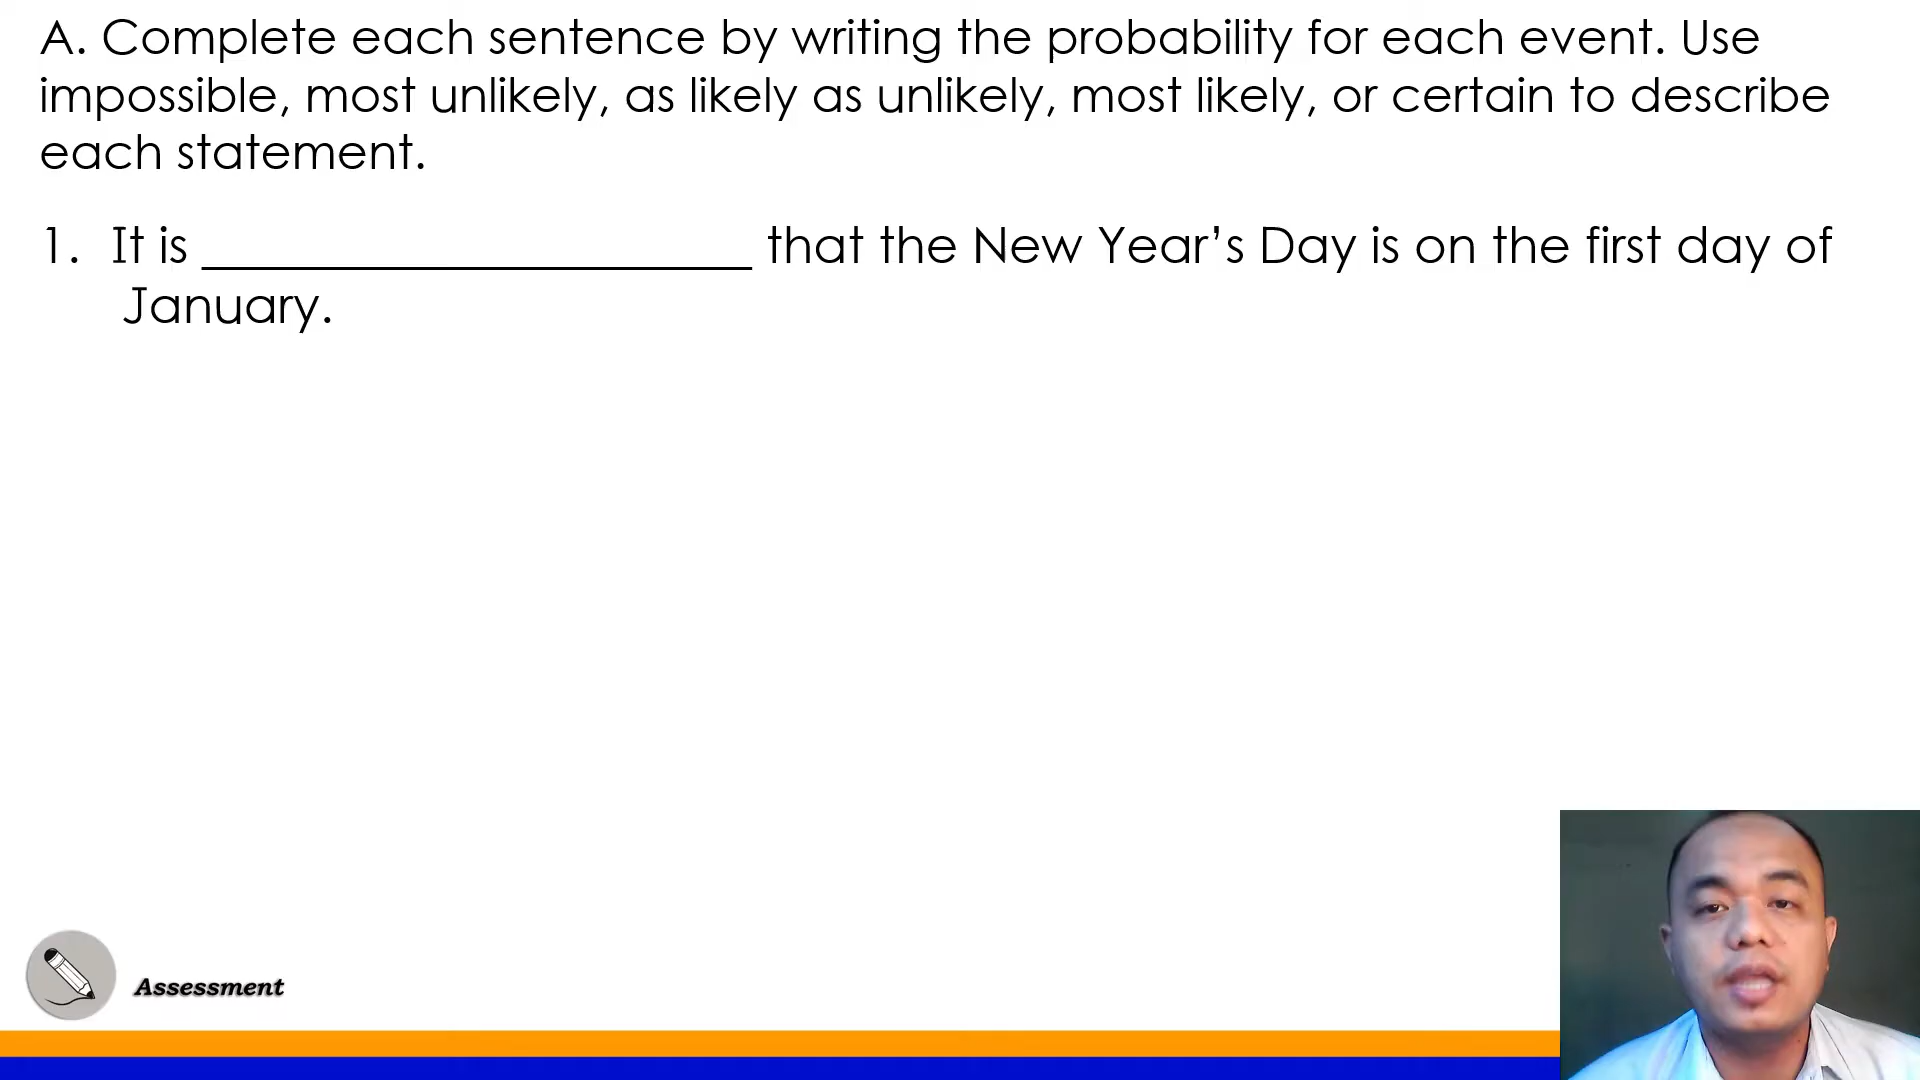 A. Complete each sentence by writing the probability for each event. Use
impossible, most unlikely, as likely as unlikely, most likely, or certain to describe
each statement.
1. It is ______________________ that the New Year’s Day is on the first day of
January.
Assessment